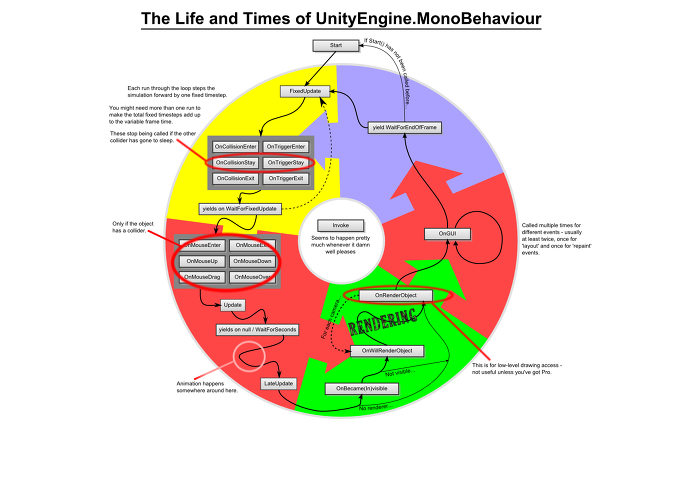 The Life and Times of UnityEngine.MonoBehaviour
Start
If Start() has not been called before..
Each run through the loop steps the
simulation forward by one fixed timestep.
You might need more than one run to
make the total fixed timesteps add up
to the variable frame time.
These stop being called if the other
collider has gone to sleep.
FixedUpdate
yield WaitForEndOfFrame
OnCollisionEnter
OnTriggerEnter
OnCollisionStay
OnTriggerStay
OnCollisionExit
OnTriggerExit
yields on WaitForFixedUpdate
Only if the object
has a collider.
OnMouseEnter
OnMouseExit
OnMouseUp
OnMouseDown
OnMouseDrag
OnMouseOver
Invoke
Seems to happen pretty
much whenever it damn
well pleases
OnGUI
Called multiple times for
different events - usually
at least twice, once for
'layout' and once for 'repaint'
events.
Update
yields on null / WaitForSeconds
OnRenderObject
For each camera..
RENDERING
OnWillRenderObject
Not visible..
This is for low-level drawing access -
not useful unless you've got Pro.
Animation happens
somewhere around here.
LateUpdate
OnBecame(In)visible
No renderer..